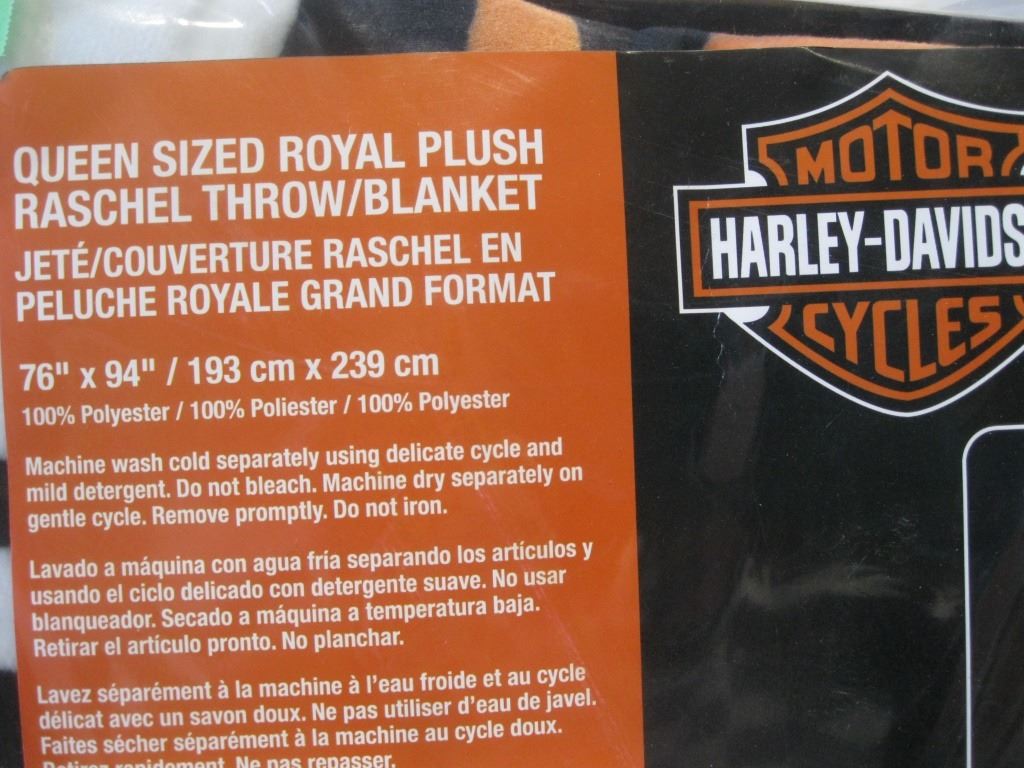 QUEEN SIZED ROYAL PLUSH
RASCHEL THROW/BLANKET
JETÉ/COUVERTURE RASCHEL EN
PELUCHE ROYALE GRAND FORMAT
76" x 94" / 193 cm x 239 cm
100% Polyester / 100% Poliester / 100% Polyester
Machine wash cold separately using delicate cycle and
mild detergent. Do not bleach. Machine dry separately on
gentle cycle. Remove promptly. Do not iron.
Lavado a máquina con agua fría separando los artículos y
usando el ciclo delicado con detergente suave. No usar
blanqueador. Secado a máquina a temperatura baja.
Retirar el artículo pronto. No planchar.
Lavez séparément à la machine à l'eau froide et au cycle
délicat avec un savon doux. Ne pas utiliser d'eau de javel.
Faites sécher séparément à la machine au cycle doux.
Retirez rapidement. Ne pas repasser.
MOTOR
HARLEY-DAVIDS
CYCLES